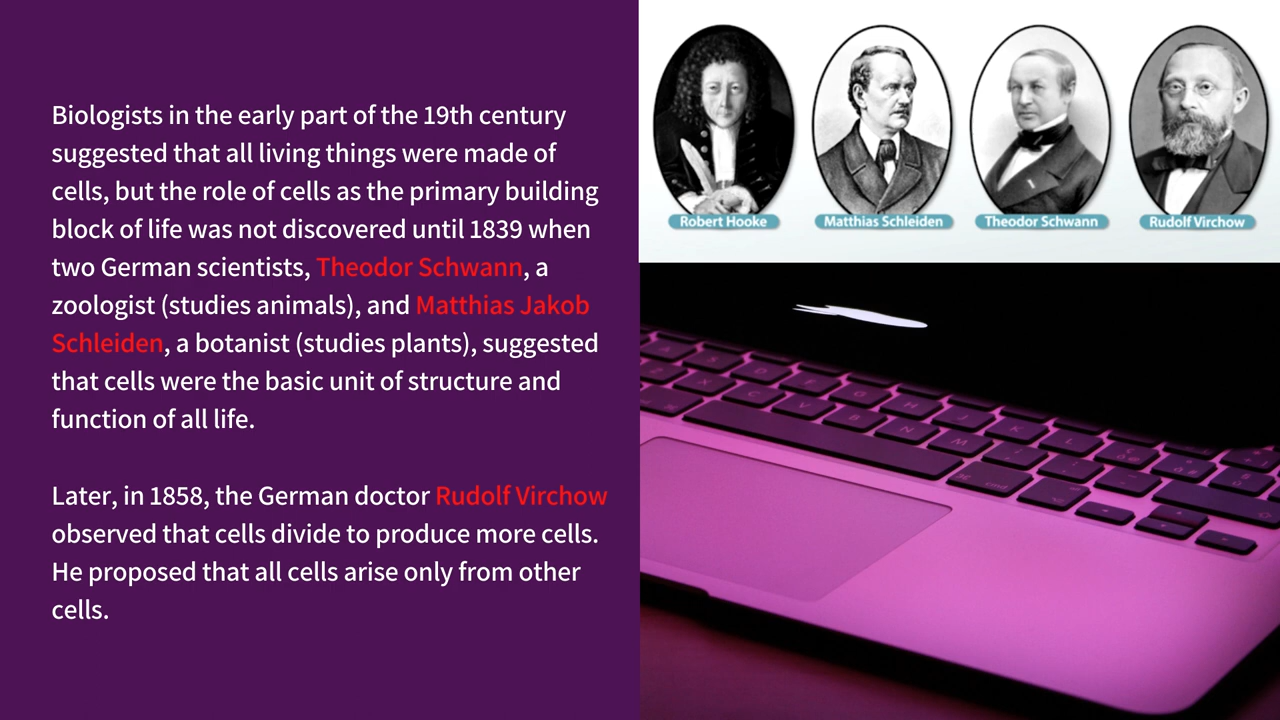 Biologists in the early part of the 19th century
suggested that all living things were made of
cells, but the role of cells as the primary building
block of life was not discovered until 1839 when
two German scientists, Theodor Schwann, a
zoologist (studies animals), and Matthias Jakob
Schleiden, a botanist (studies plants), suggested
that cells were the basic unit of structure and
function of all life.
Later, in 1858, the German doctor Rudolf Virchow
observed that cells divide to produce more cells.
He proposed that all cells arise only from other
cells.
Robert Hooke
Matthias Schleiden
Theodor Schwann
Rudolf Virchow
S D F G H J K L
X C V B N M
cmd